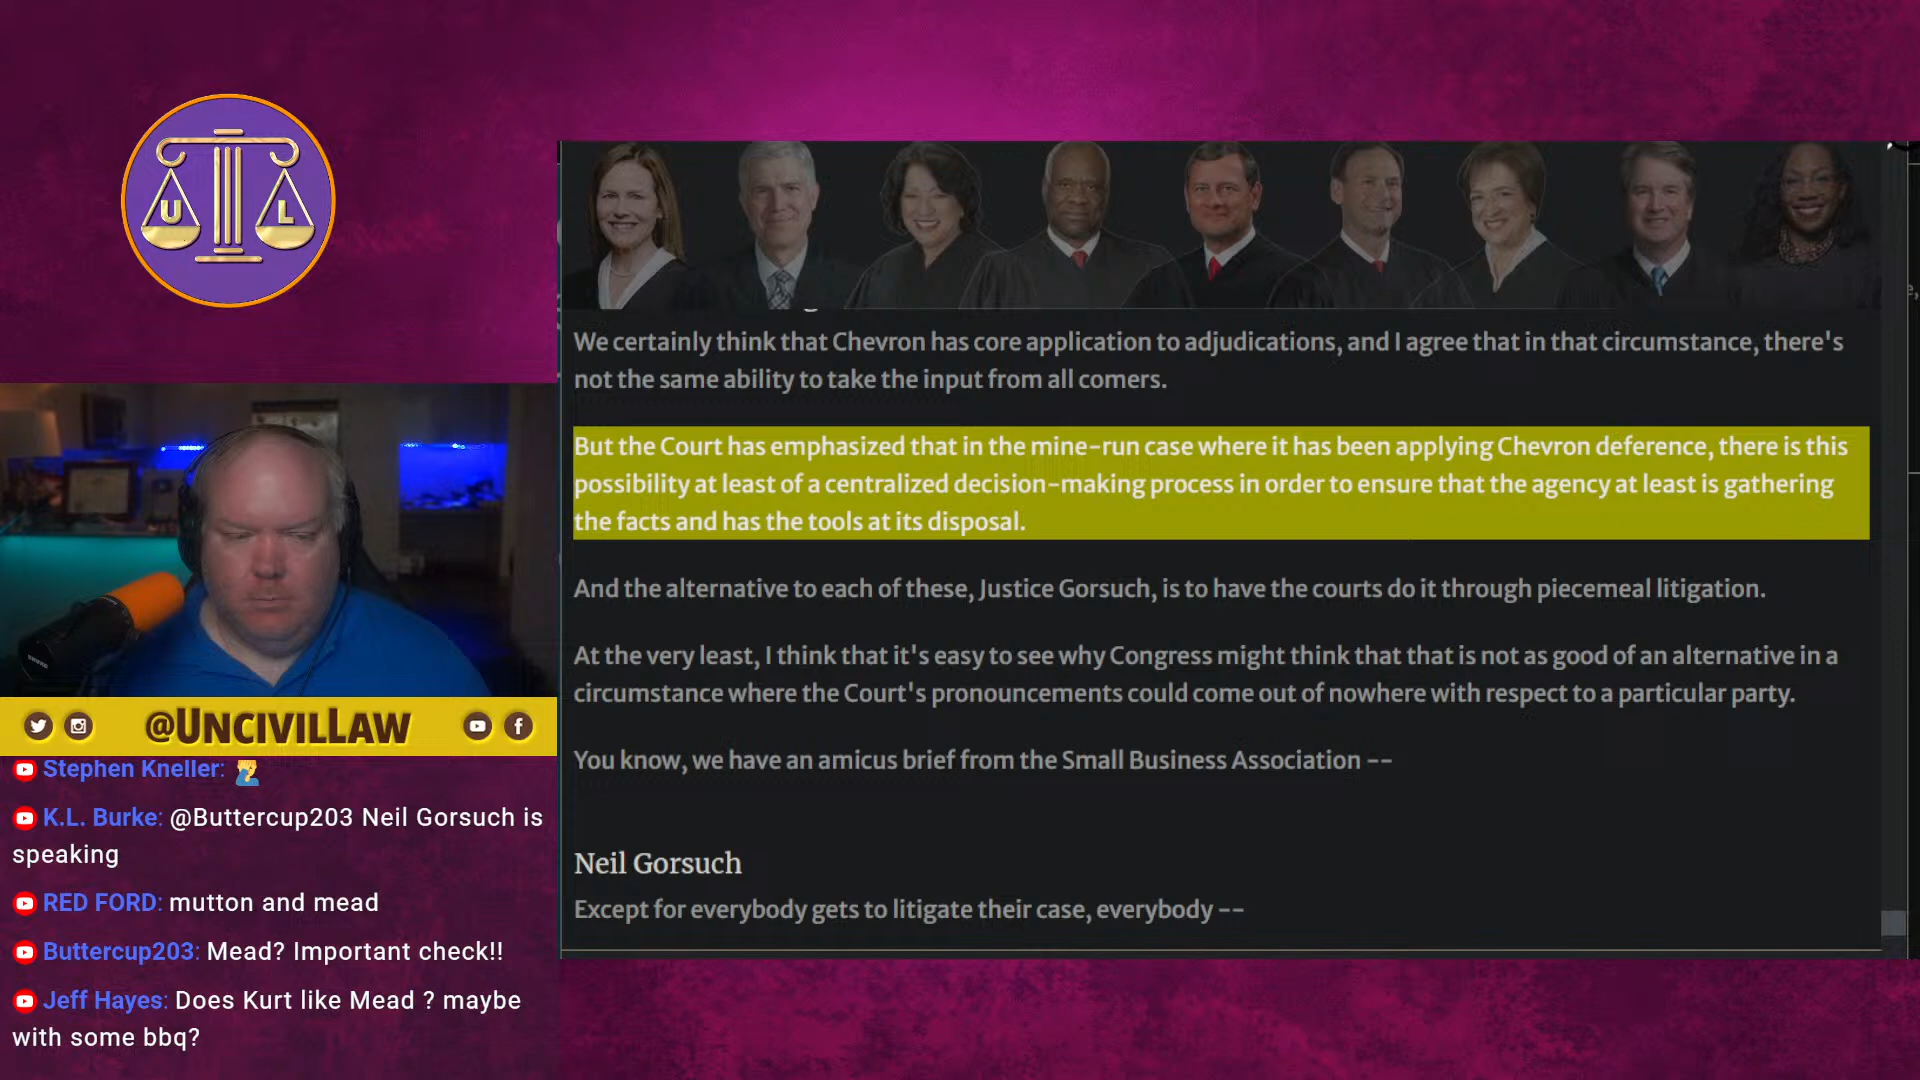 U L
We certainly think that Chevron has core application to adjudications, and I agree that in that circumstance, there's
not the same ability to take the input from all comers.
But the Court has emphasized that in the mine-run case where it has been applying Chevron deference, there is this
possibility at least of a centralized decision-making process in order to ensure that the agency at least is gathering
the facts and has the tools at its disposal.
And the alternative to each of these, Justice Gorsuch, is to have the courts do it through piecemeal litigation.
At the very least, I think that it's easy to see why Congress might think that that is not as good of an alternative in a
circumstance where the Court's pronouncements could come out of nowhere with respect to a particular party.
You know, we have an amicus brief from the Small Business Association --
Neil Gorsuch
Except for everybody gets to litigate their case, everybody --
@UNCIVILLAW
Stephen Kneller:
K.L. Burke: @Buttercup203 Neil Gorsuch is
speaking
RED FORD: mutton and mead
Buttercup203: Mead? Important check!!
Jeff Hayes: Does Kurt like Mead ? maybe
with some bbq?